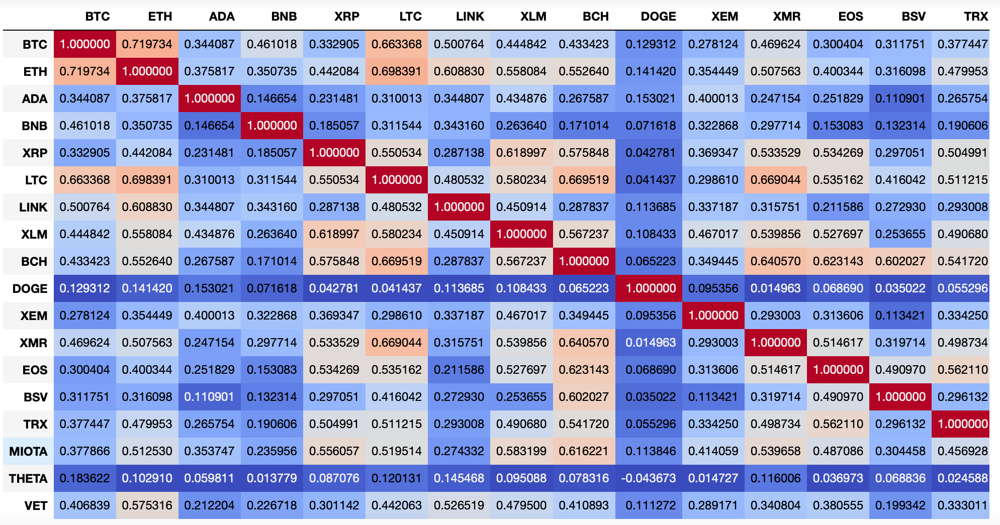 BTC ETH ADA BNB XRP LTC LINK XLM BCH DOGE XEM XMR EOS BSV TRX
BTC 1.000000 0.719734 0.344087 0.461018 0.332905 0.663368 0.500764 0.444842 0.433423 0.129312 0.278124 0.469624 0.300404 0.311751 0.377447
ETH 0.719734 1.000000 0.375817 0.350735 0.442084 0.698391 0.608830 0.558084 0.552640 0.141420 0.354449 0.507563 0.400344 0.316098 0.479953
ADA 0.344087 0.375817 1.000000 0.146654 0.231481 0.310013 0.344807 0.434876 0.267587 0.153021 0.400013 0.247154 0.251829 0.110901 0.265754
BNB 0.461018 0.350735 0.146654 1.000000 0.185057 0.311544 0.343160 0.263640 0.171014 0.071618 0.322868 0.297714 0.153083 0.132314 0.190606
XRP 0.332905 0.442084 0.231481 0.185057 1.000000 0.550534 0.287138 0.618997 0.575848 0.042781 0.369347 0.533529 0.534269 0.297051 0.504991
LTC 0.663368 0.698391 0.310013 0.311544 0.550534 1.000000 0.480532 0.580234 0.669519 0.041437 0.298610 0.669044 0.535162 0.416042 0.511215
LINK 0.500764 0.608830 0.344807 0.343160 0.287138 0.480532 1.000000 0.450914 0.287837 0.113685 0.337187 0.315751 0.211586 0.272930 0.293008
XLM 0.444842 0.558084 0.434876 0.263640 0.618997 0.580234 0.450914 1.000000 0.567237 0.108433 0.467017 0.539856 0.527697 0.253655 0.490680
BCH 0.433423 0.552640 0.267587 0.171014 0.575848 0.669519 0.287837 0.567237 1.000000 0.065223 0.349445 0.640570 0.623143 0.602027 0.541720
DOGE 0.129312 0.141420 0.153021 0.071618 0.042781 0.041437 0.113685 0.108433 0.065223 1.000000 0.095356 0.014963 0.068690 0.035022 0.055296
XEM 0.278124 0.354449 0.400013 0.322868 0.369347 0.298610 0.337187 0.467017 0.349445 0.095356 1.000000 0.293003 0.313606 0.113421 0.334250
XMR 0.469624 0.507563 0.247154 0.297714 0.533529 0.669044 0.315751 0.539856 0.640570 0.014963 0.293003 1.000000 0.514617 0.319714 0.498734
EOS 0.300404 0.400344 0.251829 0.153083 0.534269 0.535162 0.211586 0.527697 0.623143 0.068690 0.313606 0.514617 1.000000 0.490970 0.562110
BSV 0.311751 0.316098 0.110901 0.132314 0.297051 0.416042 0.272930 0.253655 0.602027 0.035022 0.113421 0.319714 0.490970 1.000000 0.296132
TRX 0.377447 0.479953 0.265754 0.190606 0.504991 0.511215 0.293008 0.490680 0.541720 0.055296 0.334250 0.498734 0.562110 0.296132 1.000000
MIOTA 0.377866 0.512530 0.353747 0.235956 0.556057 0.519514 0.274332 0.583199 0.616221 0.113846 0.414059 0.539658 0.487086 0.304458 0.456928
THETA 0.183622 0.102910 0.059811 0.013779 0.087076 0.120131 0.145468 0.095088 0.078316 -0.043673 0.014727 0.116006 0.036973 0.068836 0.024588
VET 0.406839 0.575316 0.212204 0.226718 0.301142 0.442063 0.526519 0.479500 0.410893 0.111272 0.289171 0.340804 0.380555 0.199342 0.333011